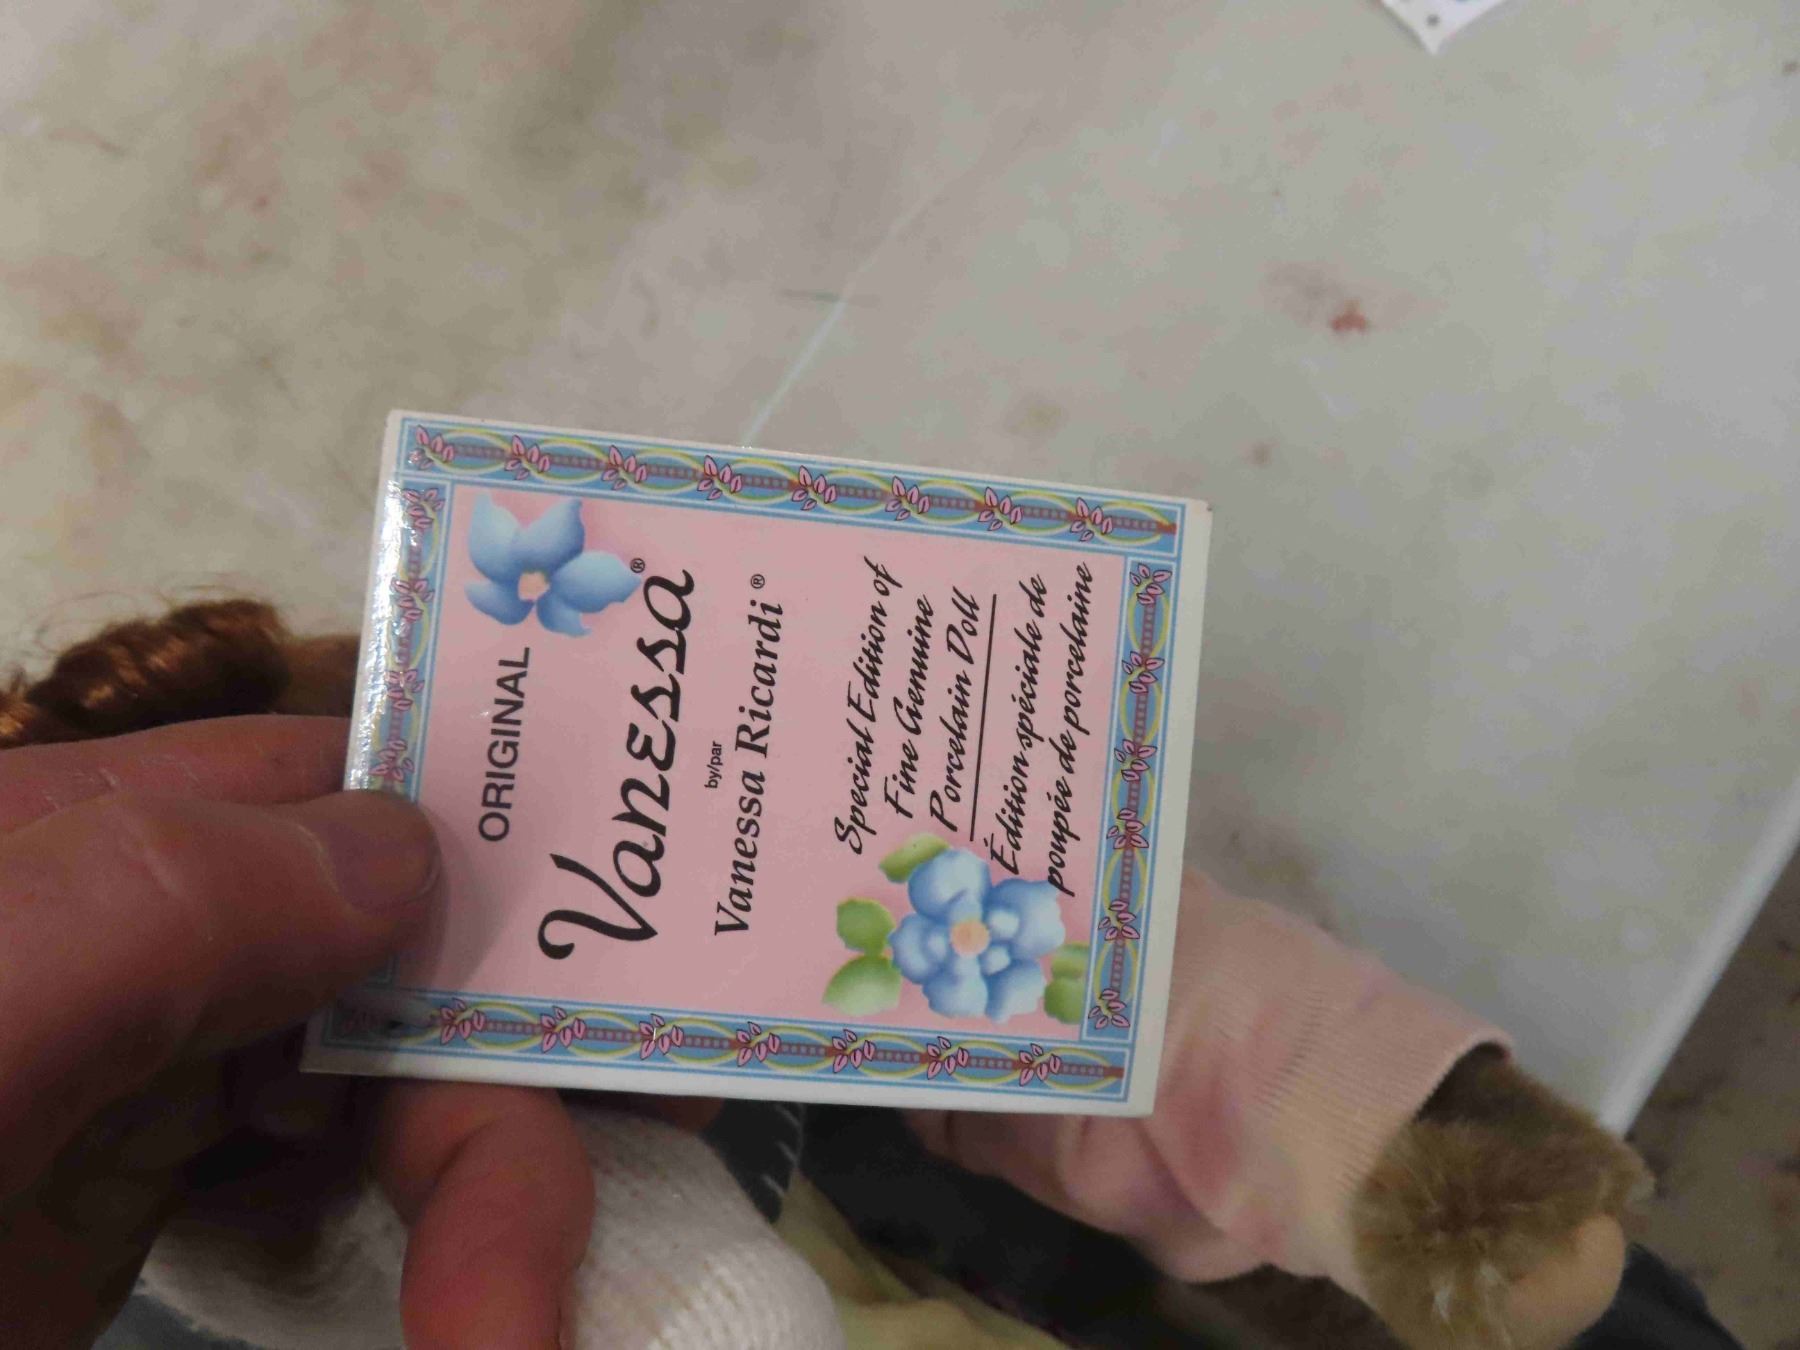 ORIGINAL
Vanessa®
by/par
Vanessa Ricardi®
Special Edition of
Fine Genuine
Porcelain Doll
Édition spéciale de
poupée de porcelaine